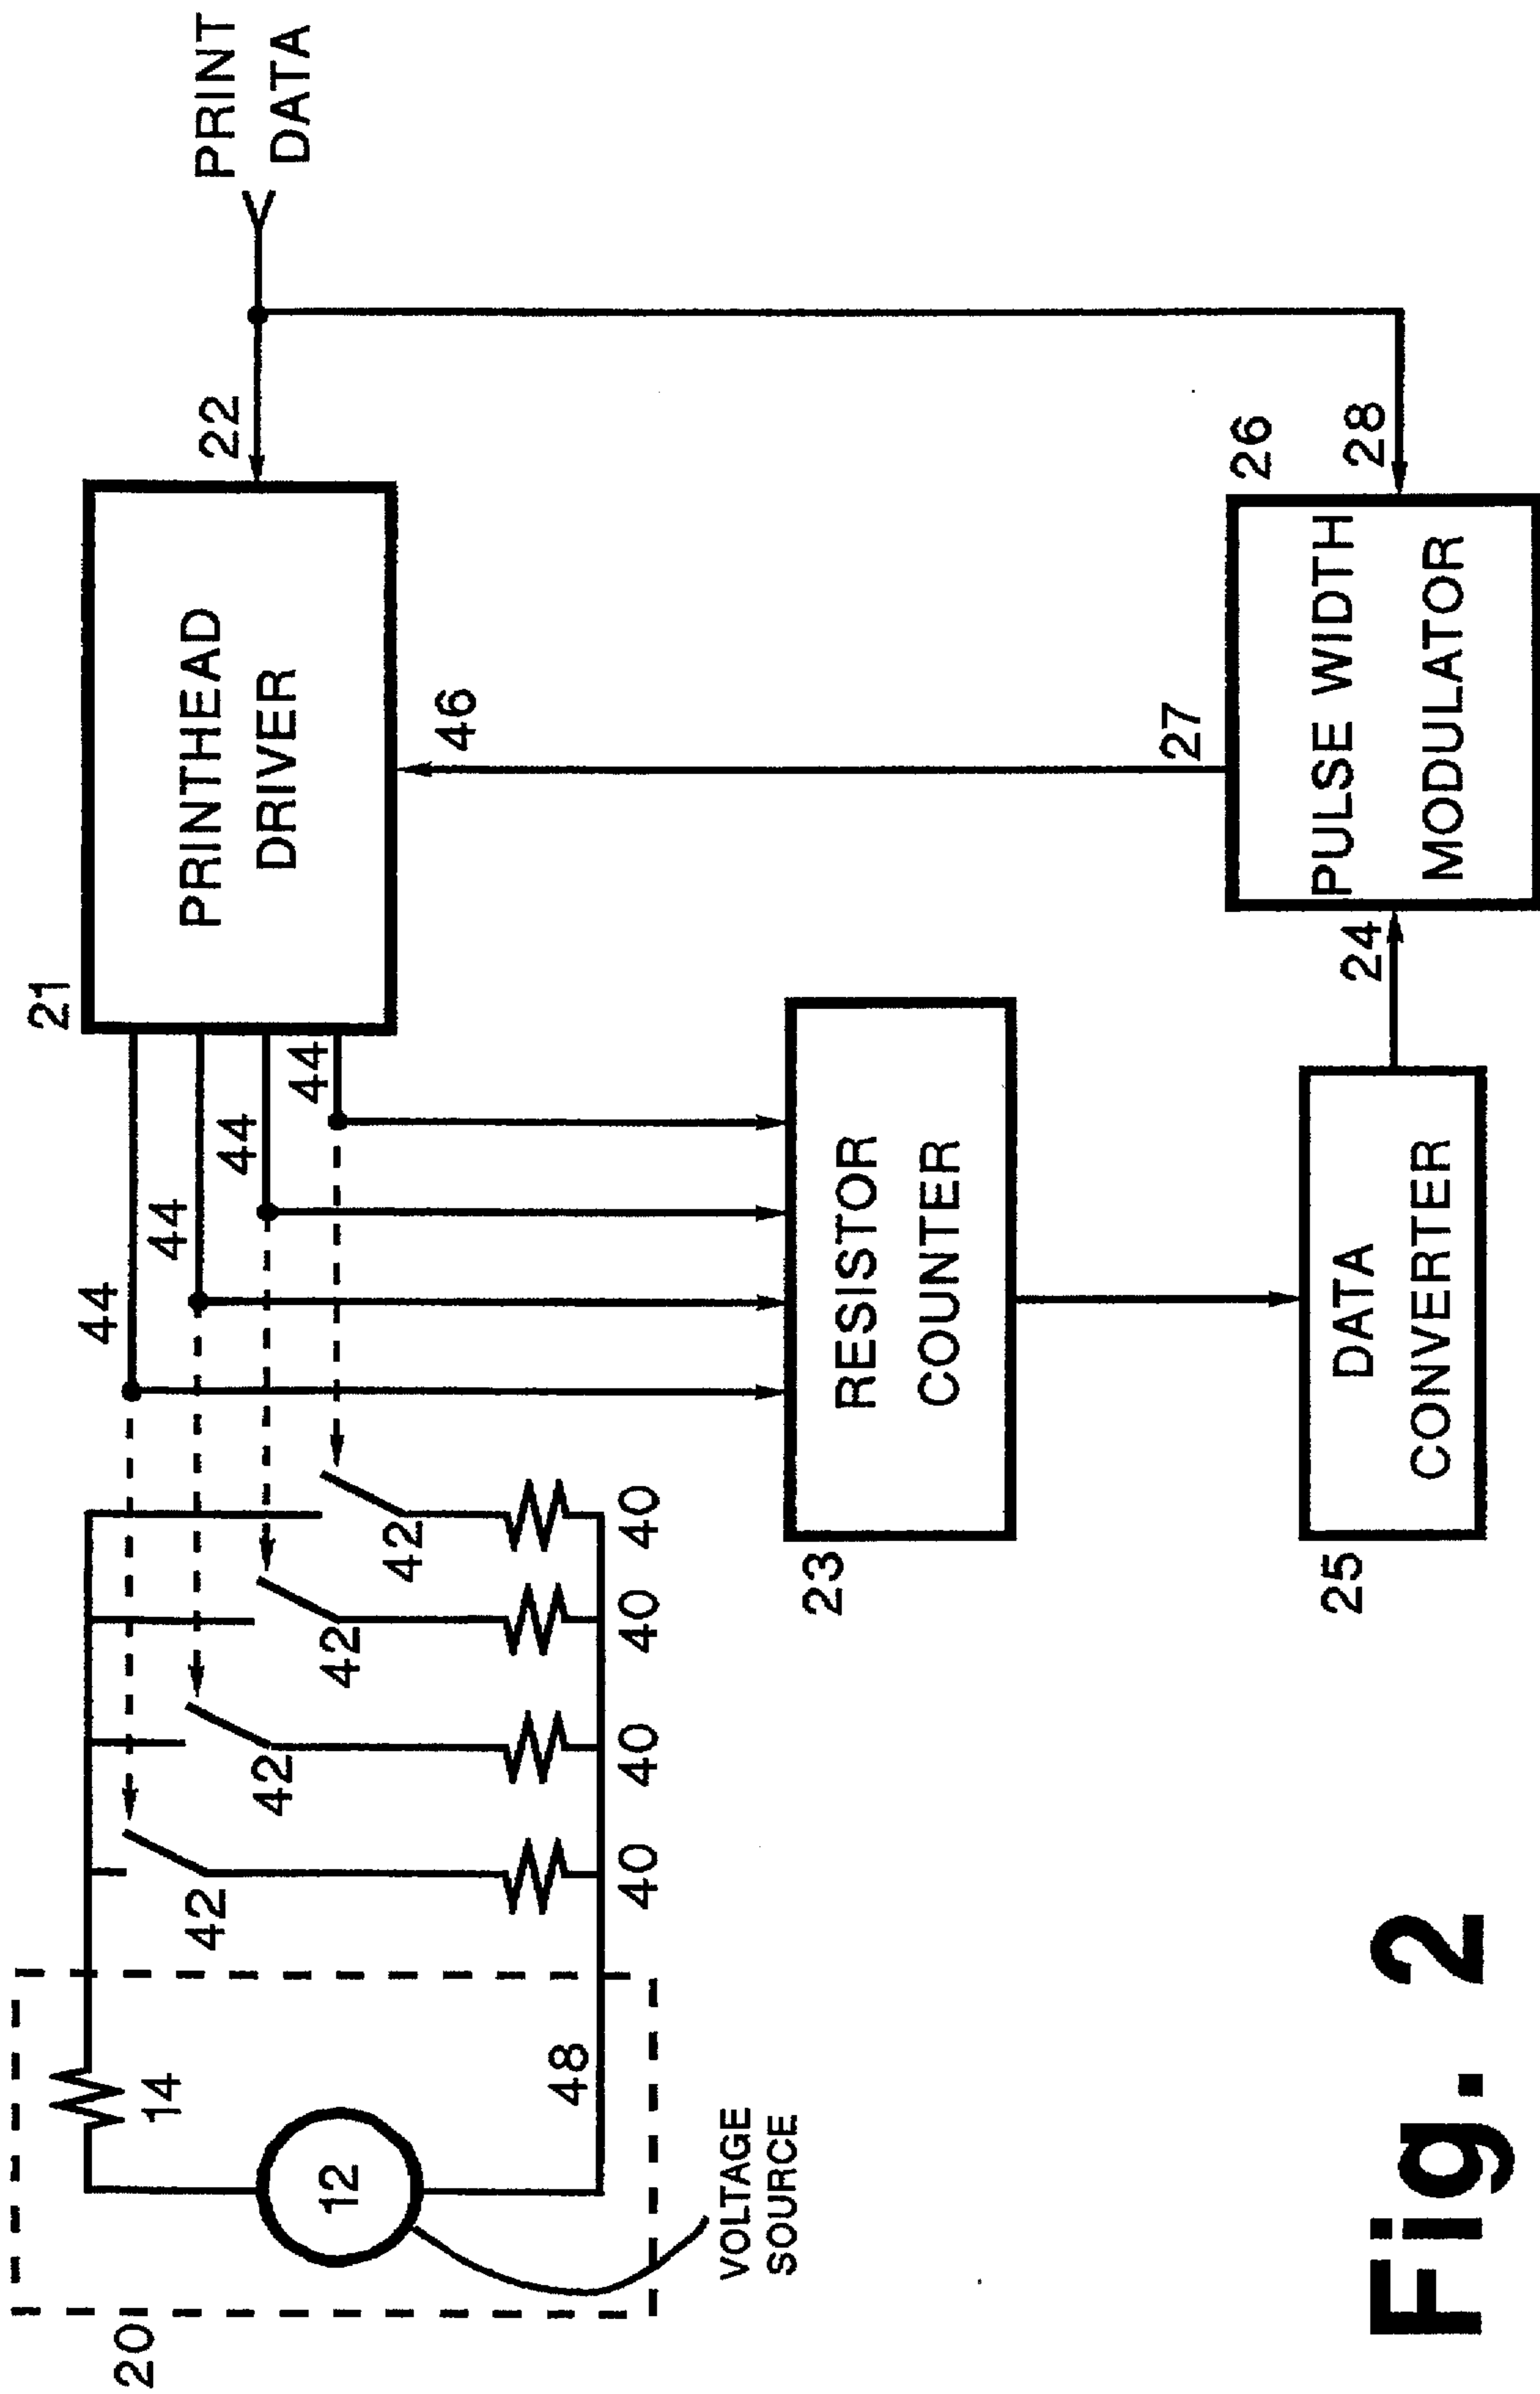 20
14
12
48
VOLTAGE
SOURCE
42
42
42
42
40
40
40
40
44
44
44
44
21
PRINTHEAD
DRIVER
22
PRINT
DATA
46
23
RESISTOR
COUNTER
27
25
DATA
CONVERTER
24
PULSE WIDTH
MODULATOR
26
28
Fig. 2